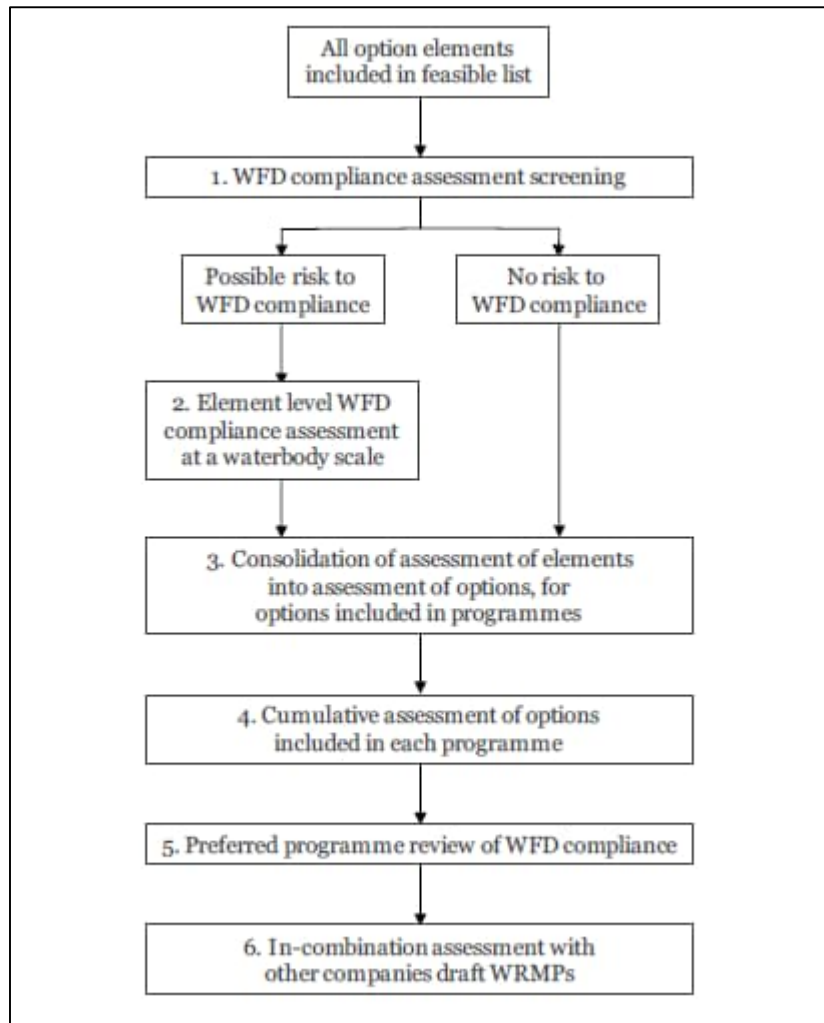 All option elements
included in feasible list
1. WFD compliance assessment screening
Possible risk to
WFD compliance
No risk to
WFD compliance
2. Element level WFD
compliance assessment
at a waterbody scale
3. Consolidation of assessment of elements
into assessment of options, for
options included in programmes
4. Cumulative assessment of options
included in each programme
5. Preferred programme review of WFD compliance
6. In-combination assessment with
other companies draft WRMPs